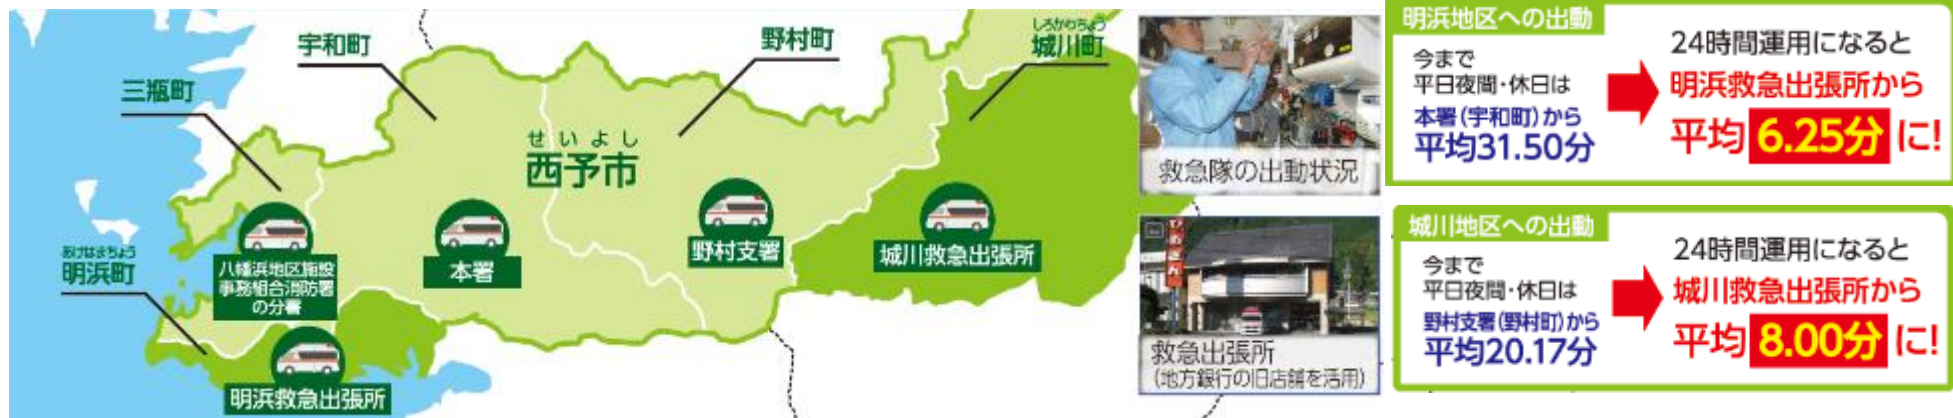 三瓶町
宇和町
野村町
しろかわちょう
城川町
せいよし
西予市
あけはまちょう
明浜町
八幡浜地区施設
事務組合消防署
の分署
本署
野村支署
城川救急出張所
明浜救急出張所
救急隊の出動状況
救急出張所
(地方銀行の旧店舗を活用)
明浜地区への出動
今まで
平日夜間・休日は
本署(宇和町)から
平均31.50分
24時間運用になると
明浜救急出張所から
平均6.25分に!
城川地区への出動
今まで
平日夜間・休日は
野村支署(野村町)から
平均20.17分
24時間運用になると
城川救急出張所から
平均8.00分に!